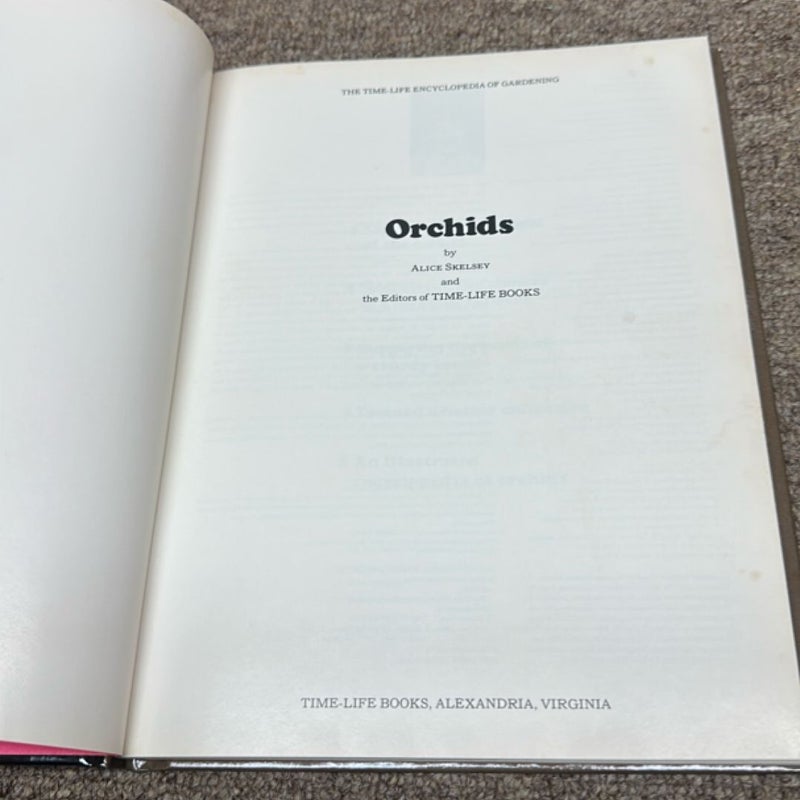 THE TIME-LIFE ENCYCLOPEDIA OF GARDENING
Orchids
by
ALICE SKELSEY
and
the Editors of TIME-LIFE BOOKS
TIME-LIFE BOOKS, ALEXANDRIA, VIRGINIA